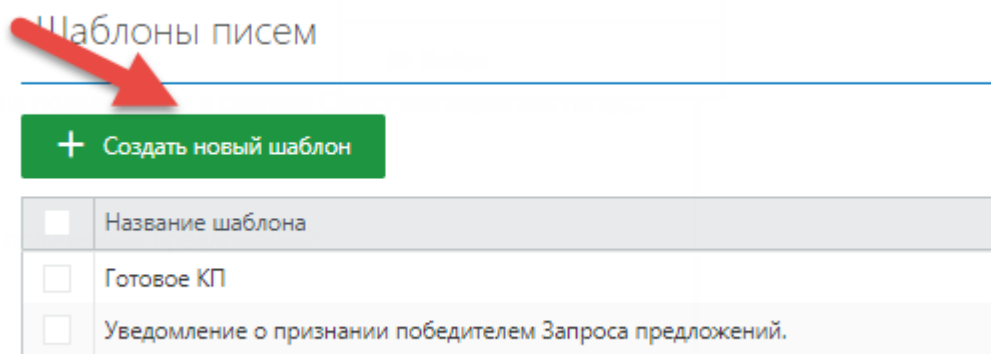 Шаблоны писем
+ Создать новый шаблон
Название шаблона
Готовое КП
Уведомление о признании победителем Запроса предложений.